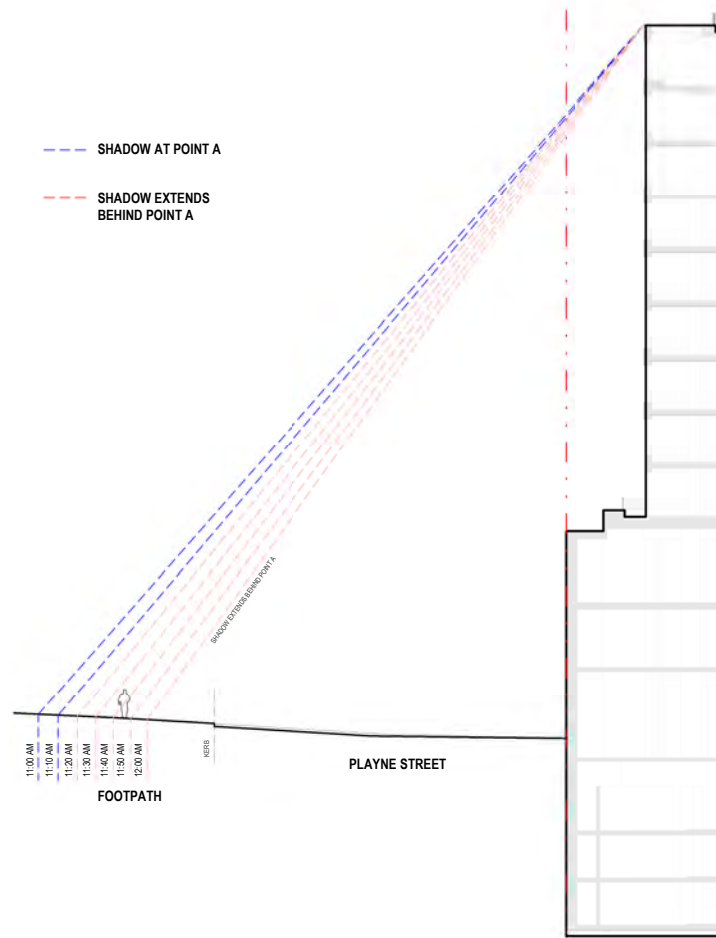 SHADOW AT POINT A
SHADOW EXTENDS
BEHIND POINT A
SHADOW EXTENDS BEHIND POINT A
11:00 AM
11:10 AM
11:20 AM
11:30 AM
11:40 AM
11:50 AM
12:00 AM
KERB
PLAYNE STREET
FOOTPATH